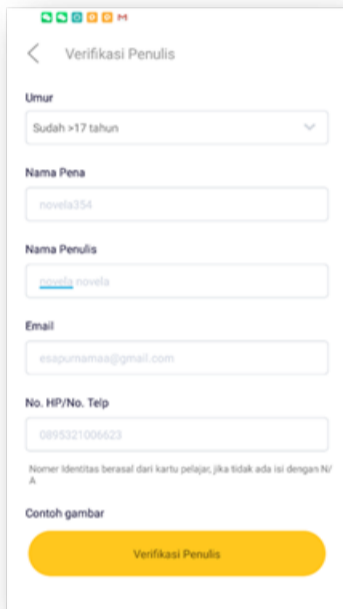 Verifikasi Penulis
Umur
Sudah >17 tahun
Nama Pena
novela354
Nama Penulis
novela novela
Email
esapurnamaa@gmail.com
No. HP/No. Telp
0895321006623
Nomer Identitas berasal dari kartu pelajar, jika tidak ada isi dengan N/
A
Contoh gambar
Verifikasi Penulis